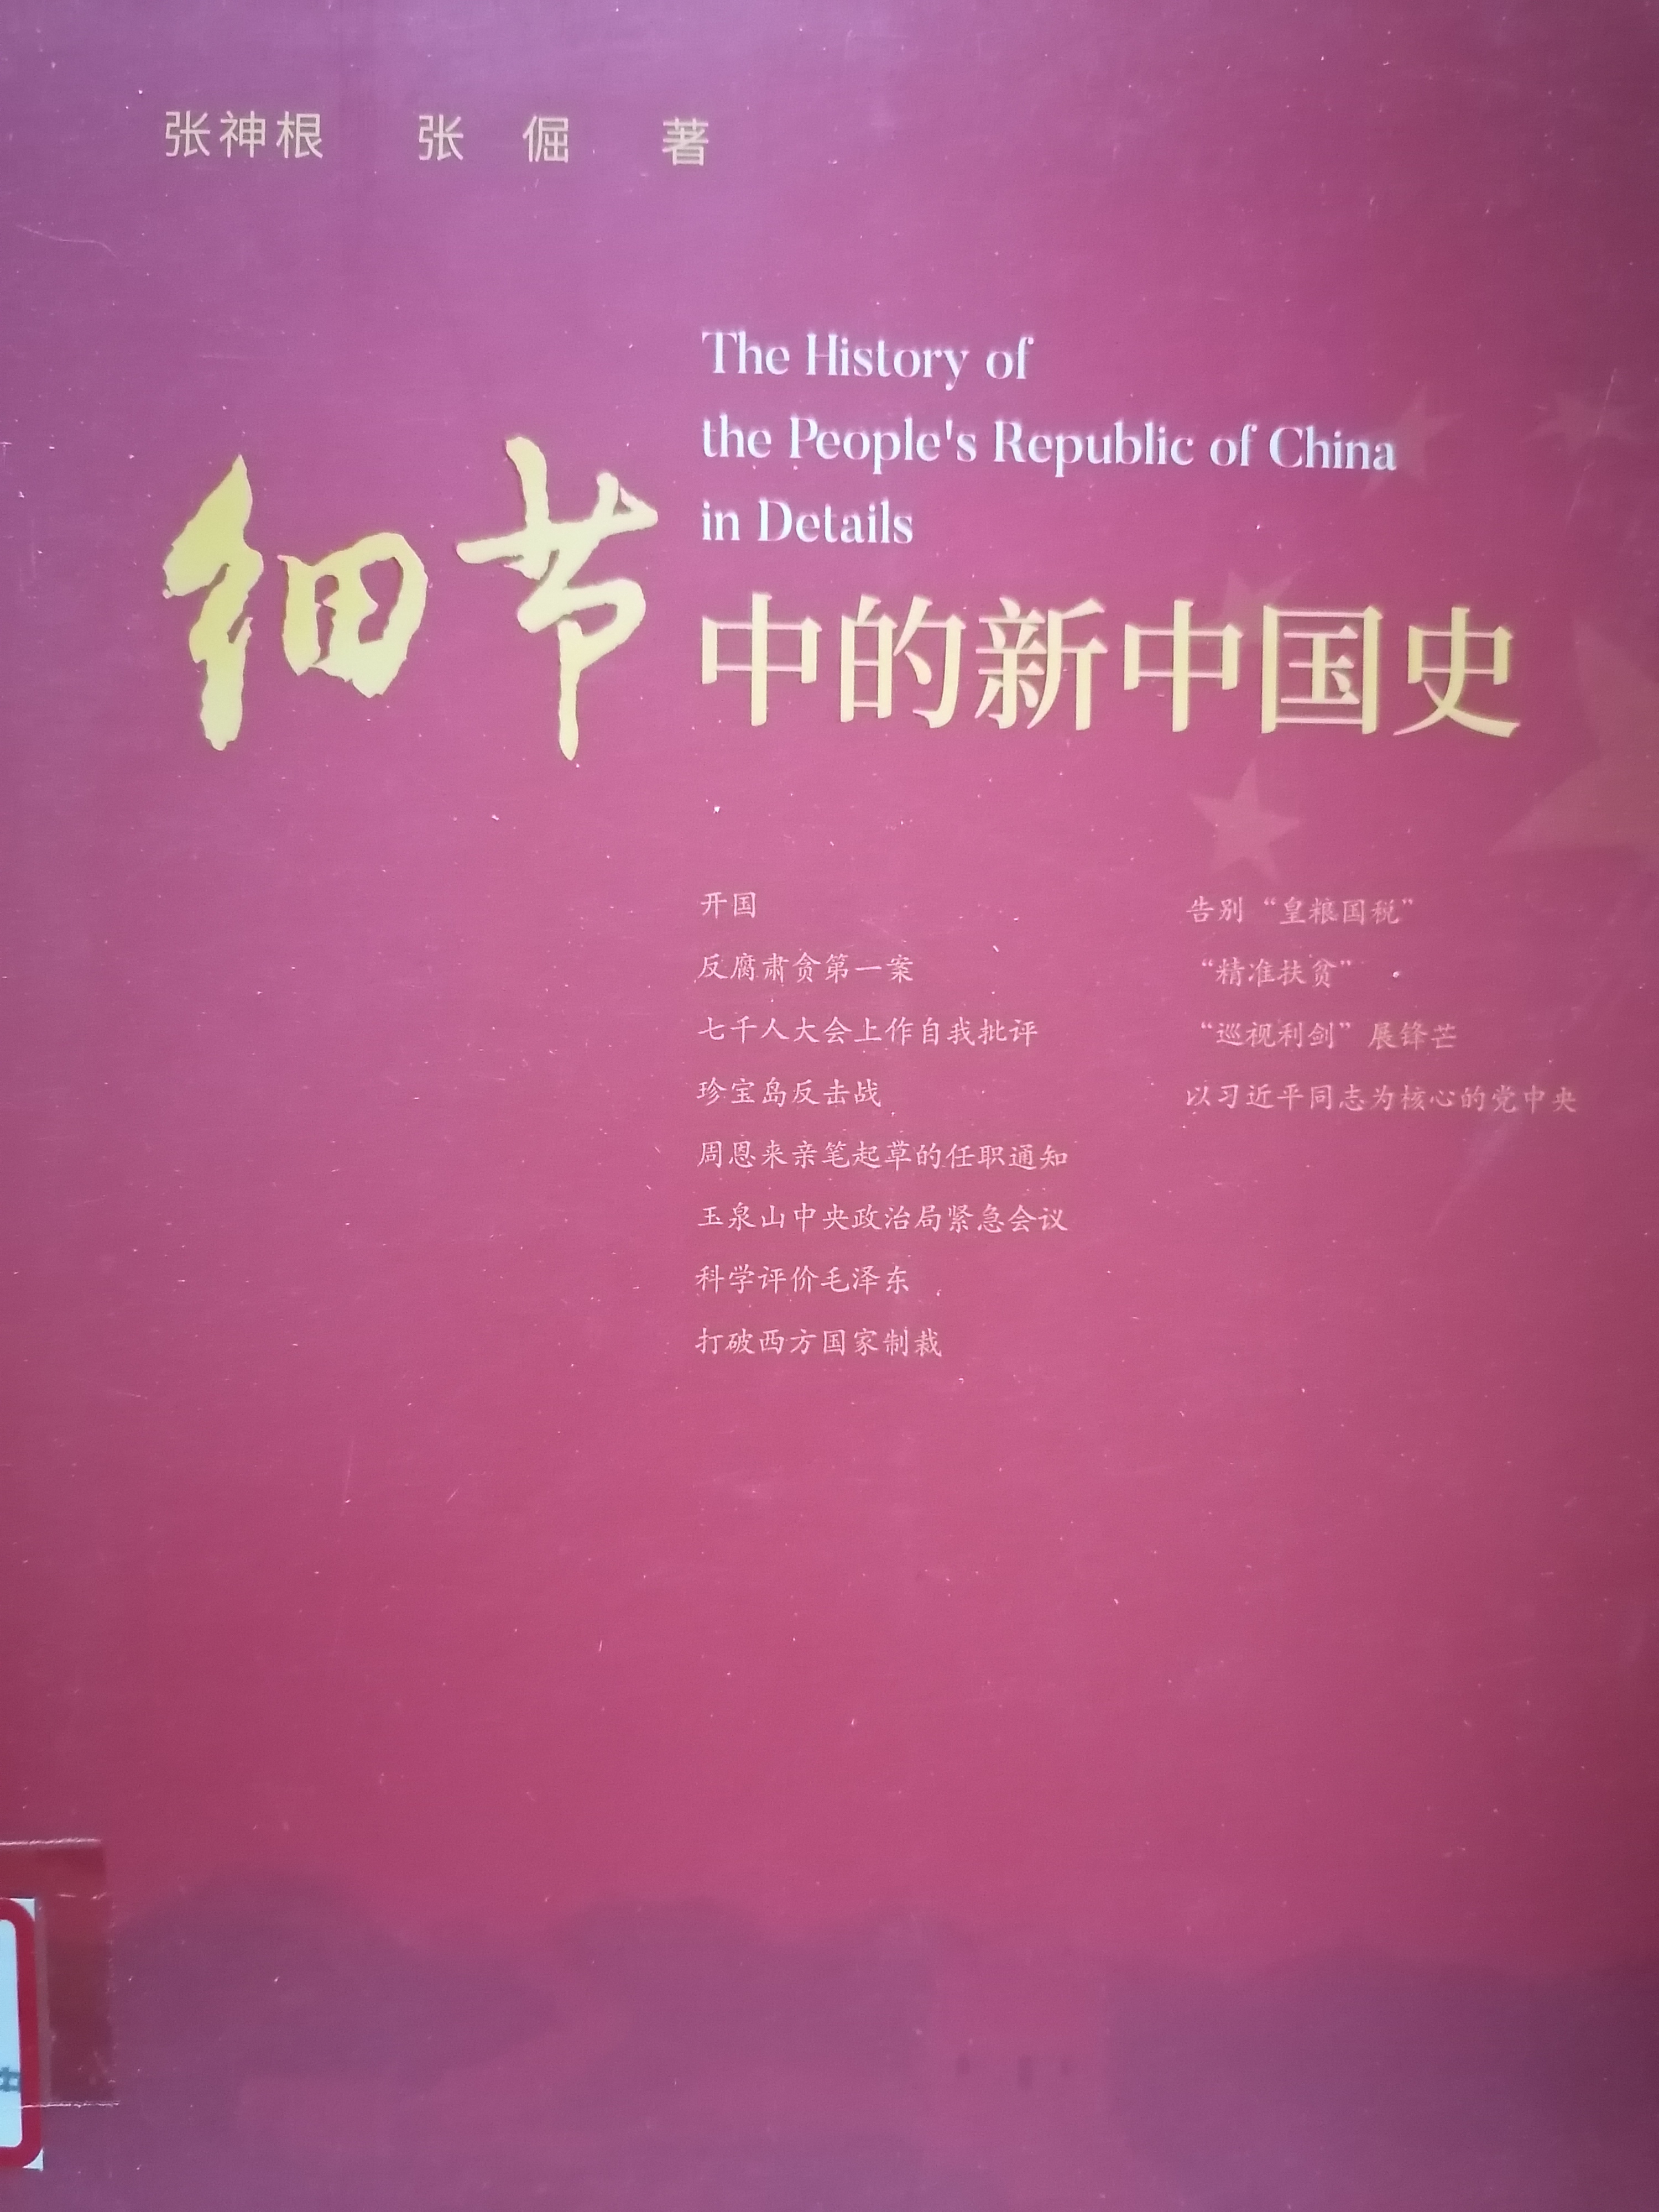 张神根 张 倔 著
The History of
the People's Republic of China
in Details
细节中的新中国史
开国
反腐肃贪第一案
七千人大会上作自我批评
珍宝岛反击战
周恩来亲笔起草的任职通知
玉泉山中央政治局紧急会议
科学评价毛泽东
打破西方国家制裁
告别“皇粮国税”
“精准扶贫”
“巡视利剑”展锋芒
以习近平同志为核心的党中央